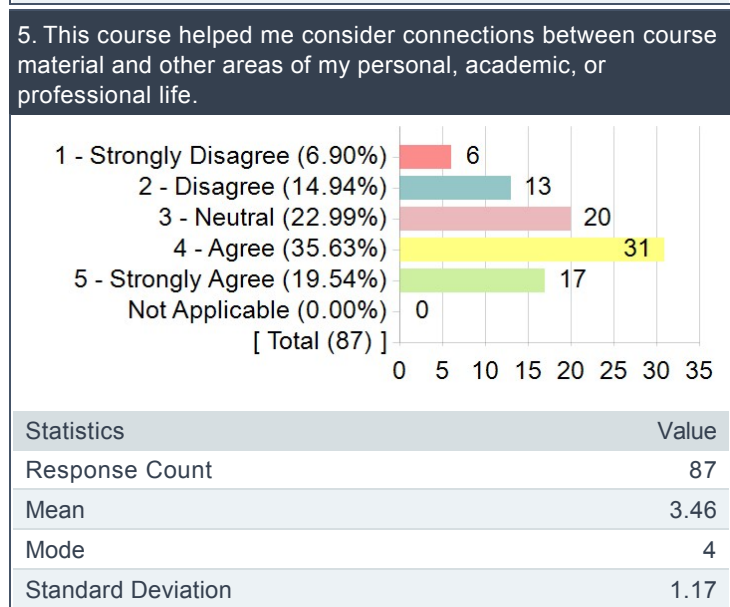 5. This course helped me consider connections between course
material and other areas of my personal, academic, or
professional life.
1 - Strongly Disagree (6.90%) 6
2 - Disagree (14.94%) 13
3 - Neutral (22.99%) 20
4 - Agree (35.63%) 31
5 - Strongly Agree (19.54%) 17
Not Applicable (0.00%) 0
[ Total (87) ]
0 5 10 15 20 25 30 35
Statistics Value
Response Count 87
Mean 3.46
Mode 4
Standard Deviation 1.17